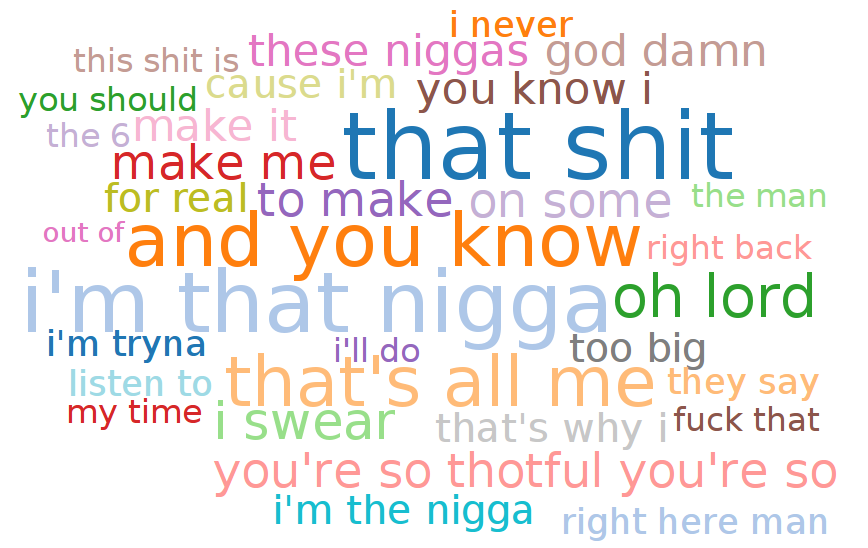 i never
this shit is these niggas god damn
you should cause i'm you know i
the 6 make it
make me that shit
for real to make on some the man
out of and you know right back
i'm that nigga oh lord
i'm tryna i'll do too big
listen to that's all me they say
my time i swear that's why i fuck that
you're so thotful you're so
i'm the nigga right here man